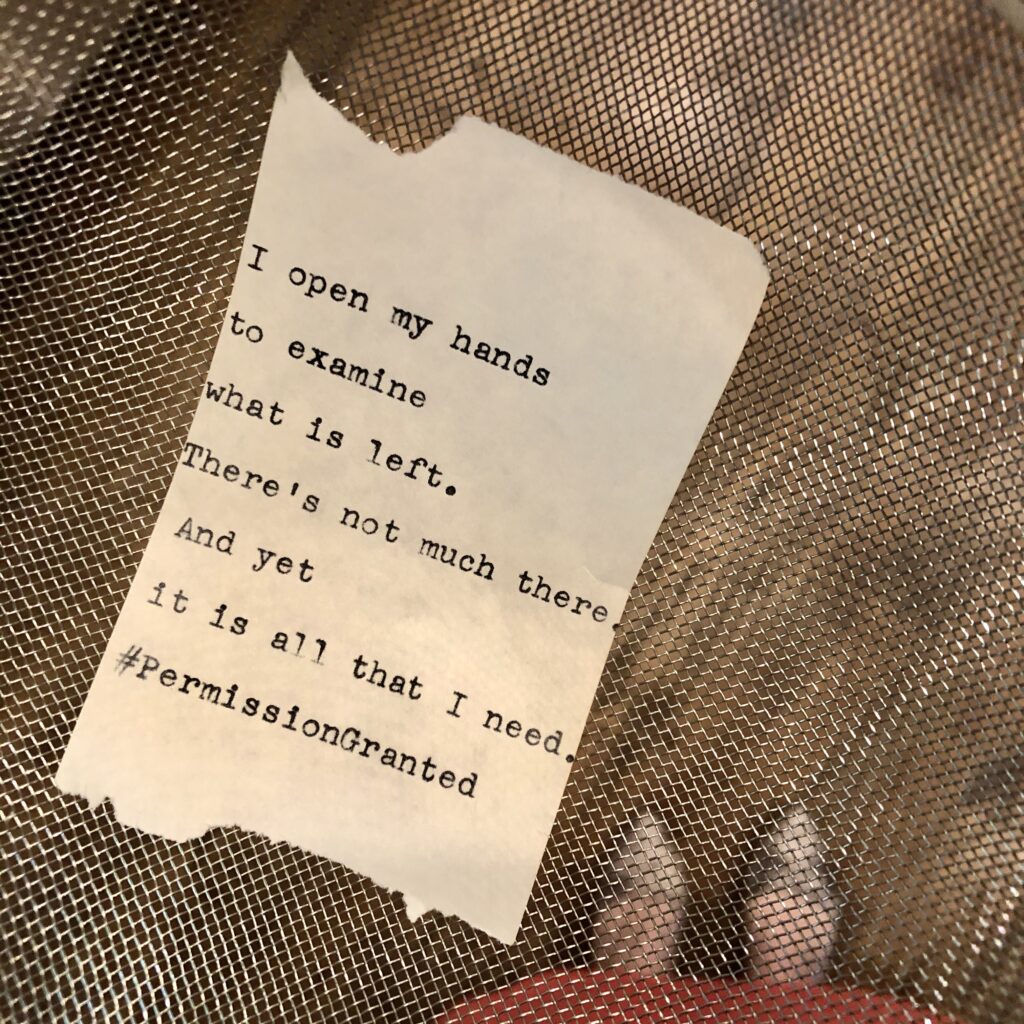 I open my hands
to examine
what is left.
There's not much there.
And yet
it is all that I need.
#PermissionGranted